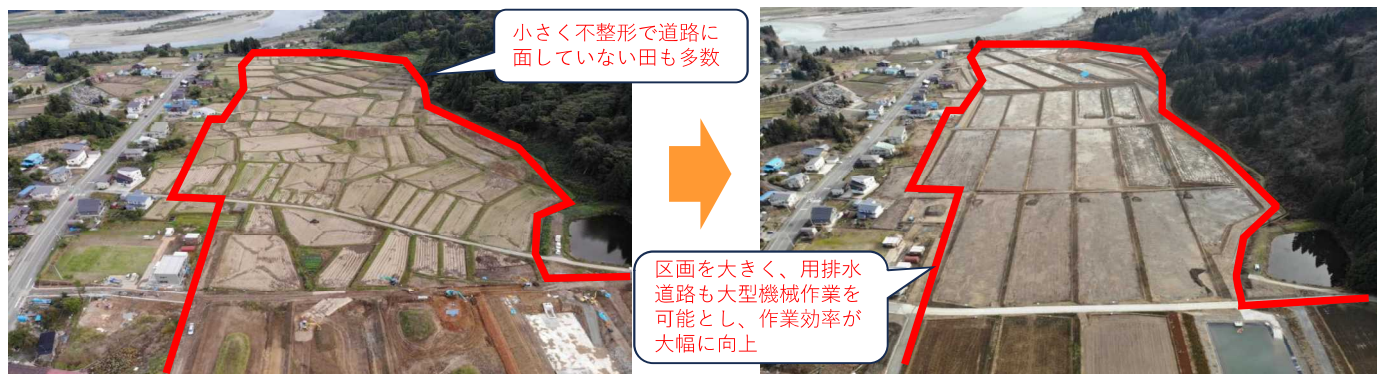 小さく不整形で道路に
面していない田も多数
区画を大きく、用排水
道路も大型機械作業を
可能とし、作業効率が
大幅に向上